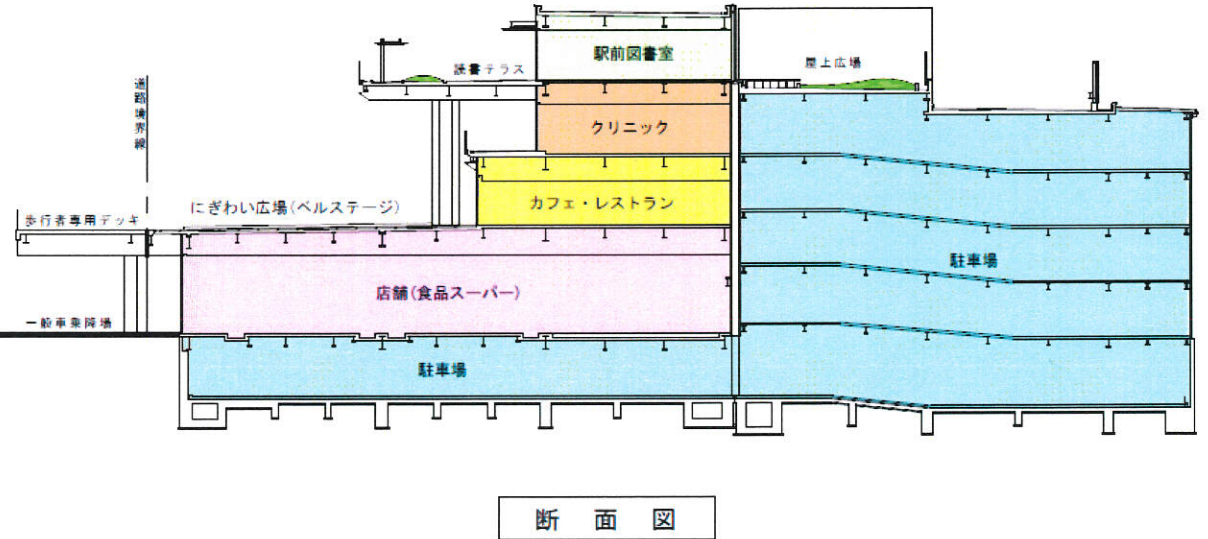 駅前図書室
読書テラス
屋上広場
道路境界線
クリニック
カフェ・レストラン
にぎわい広場(ベルステージ)
歩行者専用デッキ
駐車場
店舗(食品スーパー)
一般車乗降場
駐車場
断面図